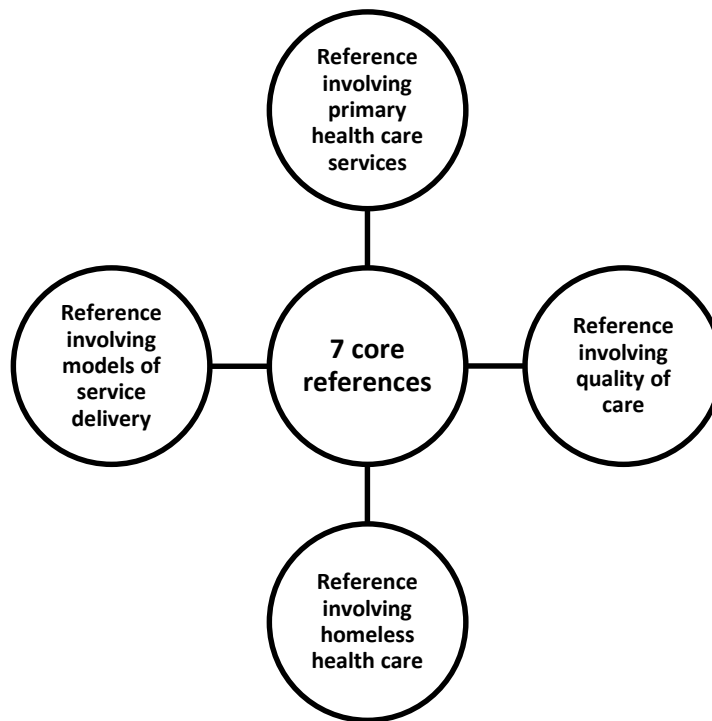 Reference
involving
primary
health care
services
Reference
involving
models of
service
delivery
7 core
references
Reference
involving
quality of
care
Reference
involving
homeless
health care